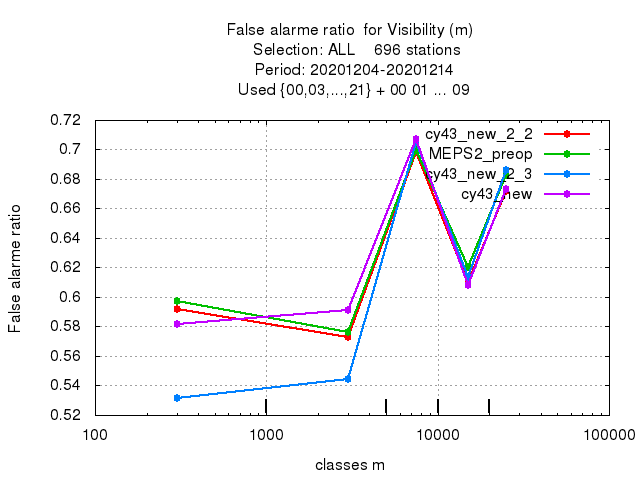 False alarme ratio  for Visibility (m)
Selection: ALL    696 stations
Period: 20201204-20201214
Used {00,03,...,21} + 00 01 ... 09
0.72
0.7
0.68
0.66
0.64
0.62
0.6
0.58
0.56
0.54
0.52
False alarme ratio
cy43_new_2_2
MEPS2_preop
cy43_new_2_3
cy43_new
100 1000 10000 100000
classes m